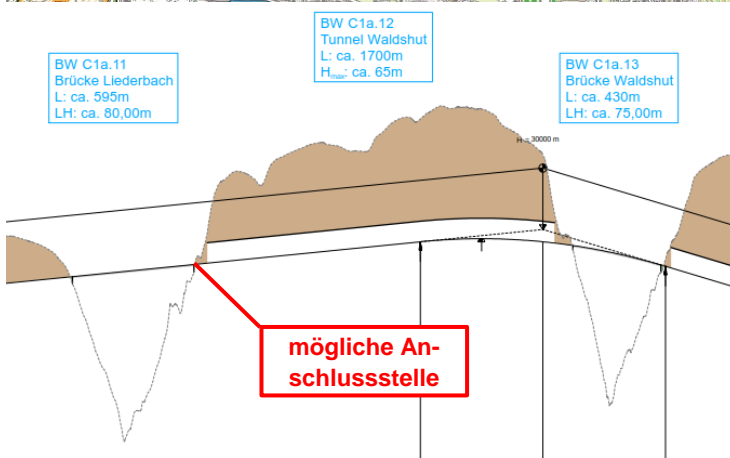 BW C1a.12
Tunnel Waldshut
L: ca. 1700m
Hmax: ca. 65m
BW C1a.11
Brücke Liederbach
L: ca. 595m
LH: ca. 80,00m
BW C1a.13
Brücke Waldshut
L: ca. 430m
LH: ca. 75,00m
H = 30000 m
mögliche An-
schlussstelle